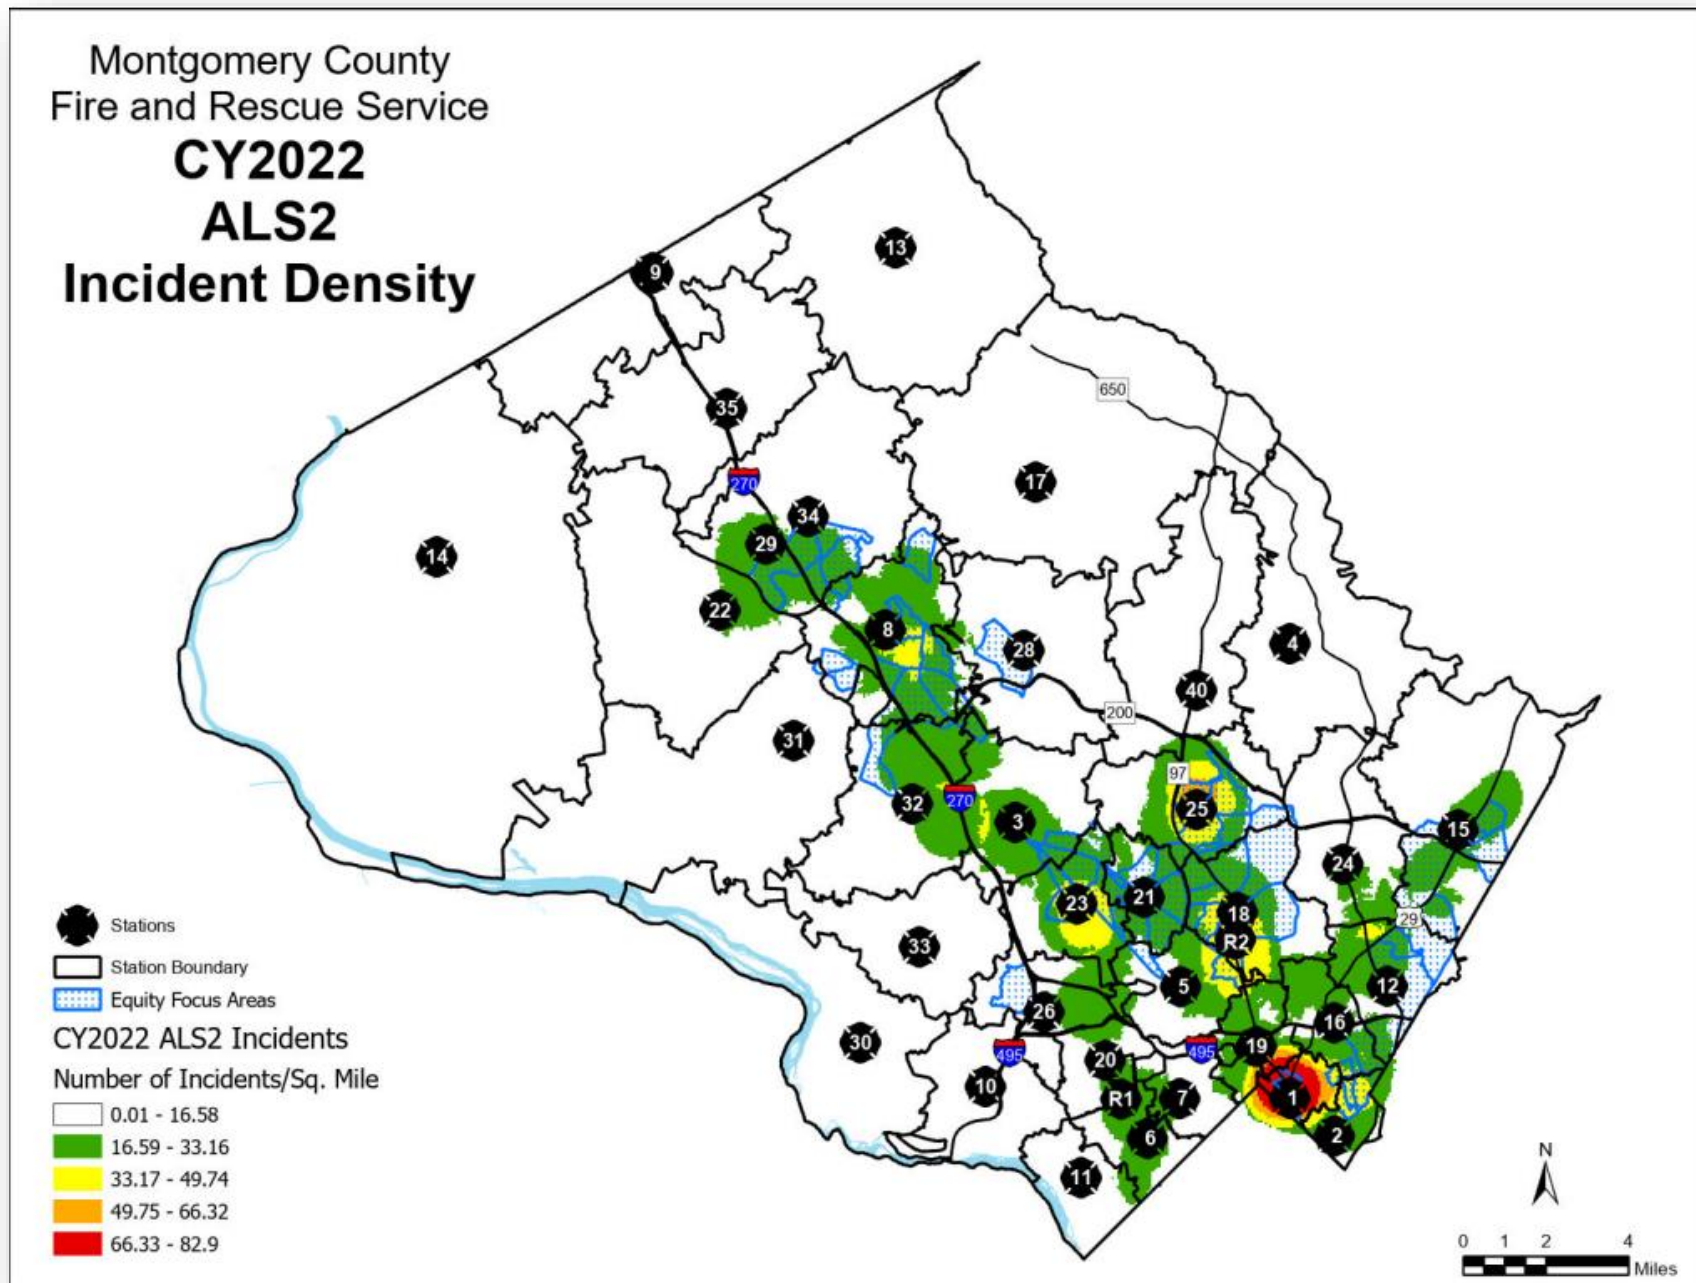 Montgomery County
Fire and Rescue Service
CY2022
ALS2
Incident Density
13
9
650
35
17
270
34
29
14
22
8
28
4
40
200
31
97
32
270
3
25
15
24
23
21
18
29
R2
33
5
12
26
16
30
19
495
495
20
10
R1
7
1
6
2
11
Stations
Station Boundary
Equity Focus Areas
CY2022 ALS2 Incidents
Number of Incidents/Sq. Mile
0.01 - 16.58
16.59 - 33.16
33.17 - 49.74
49.75 - 66.32
66.33 - 82.9
N
0 1 2 4
Miles